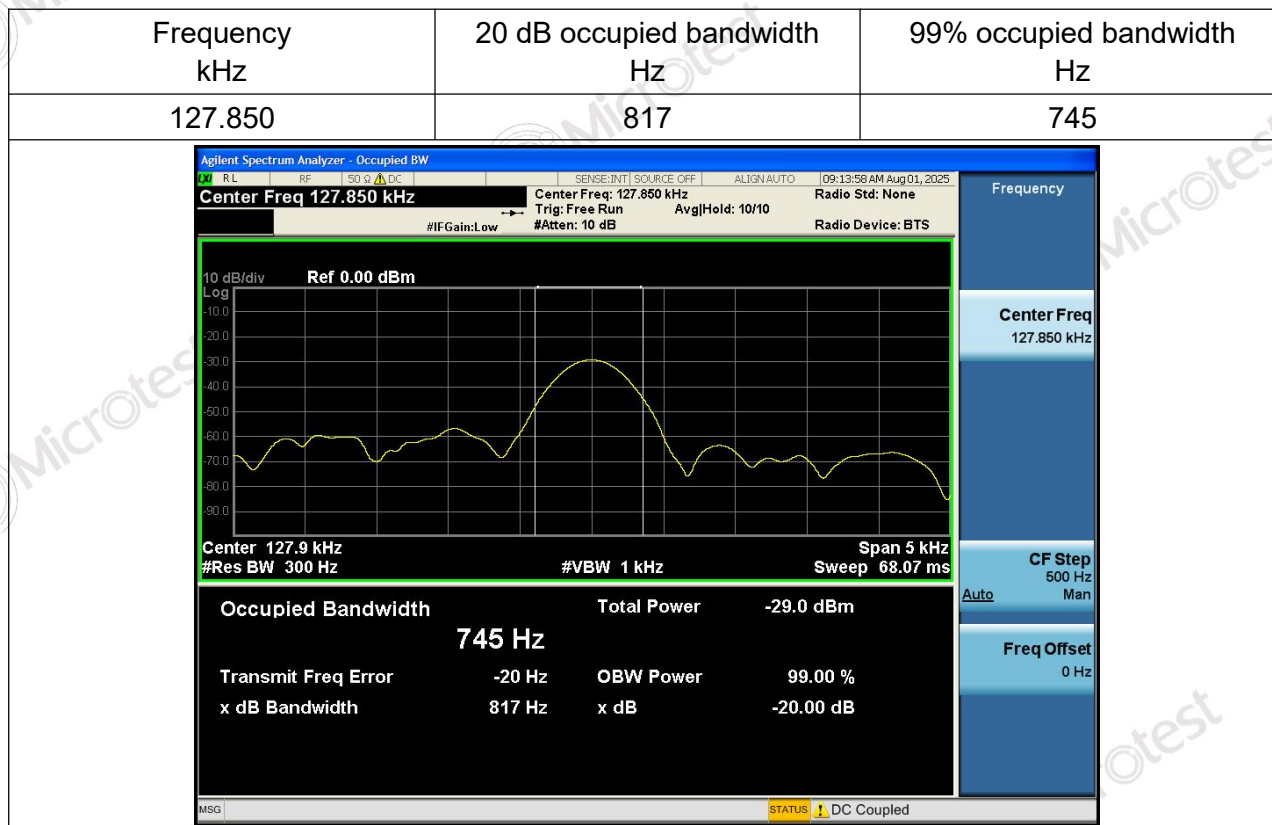 Frequency
kHz
20 dB occupied bandwidth
Hz
99% occupied bandwidth
Hz
127.850
817
745
Agilent Spectrum Analyzer - Occupied BW
LXI RL RF 50 Ω ⚠ DC SENSE:INT SOURCE OFF ALIGN AUTO 09:13:58 AM Aug 01, 2025
Center Freq 127.850 kHz
Center Freq: 127.850 kHz
Radio Std: None
Trig: Free Run
Avg|Hold: 10/10
#IFGain:Low
#Atten: 10 dB
Radio Device: BTS
10 dB/div
Ref 0.00 dBm
Log
-10.0
-20.0
-30.0
-40.0
-50.0
-60.0
-70.0
-80.0
-90.0
Center 127.9 kHz
Span 5 kHz
#Res BW 300 Hz
#VBW 1 kHz
Sweep 68.07 ms
Occupied Bandwidth
Total Power -29.0 dBm
745 Hz
Transmit Freq Error -20 Hz
OBW Power 99.00 %
x dB Bandwidth 817 Hz
x dB -20.00 dB
MSG
STATUS
DC Coupled
Frequency
Center Freq
127.850 kHz
CF Step
500 Hz
Auto Man
Freq Offset
0 Hz
Microtest
Microtest
Microtest